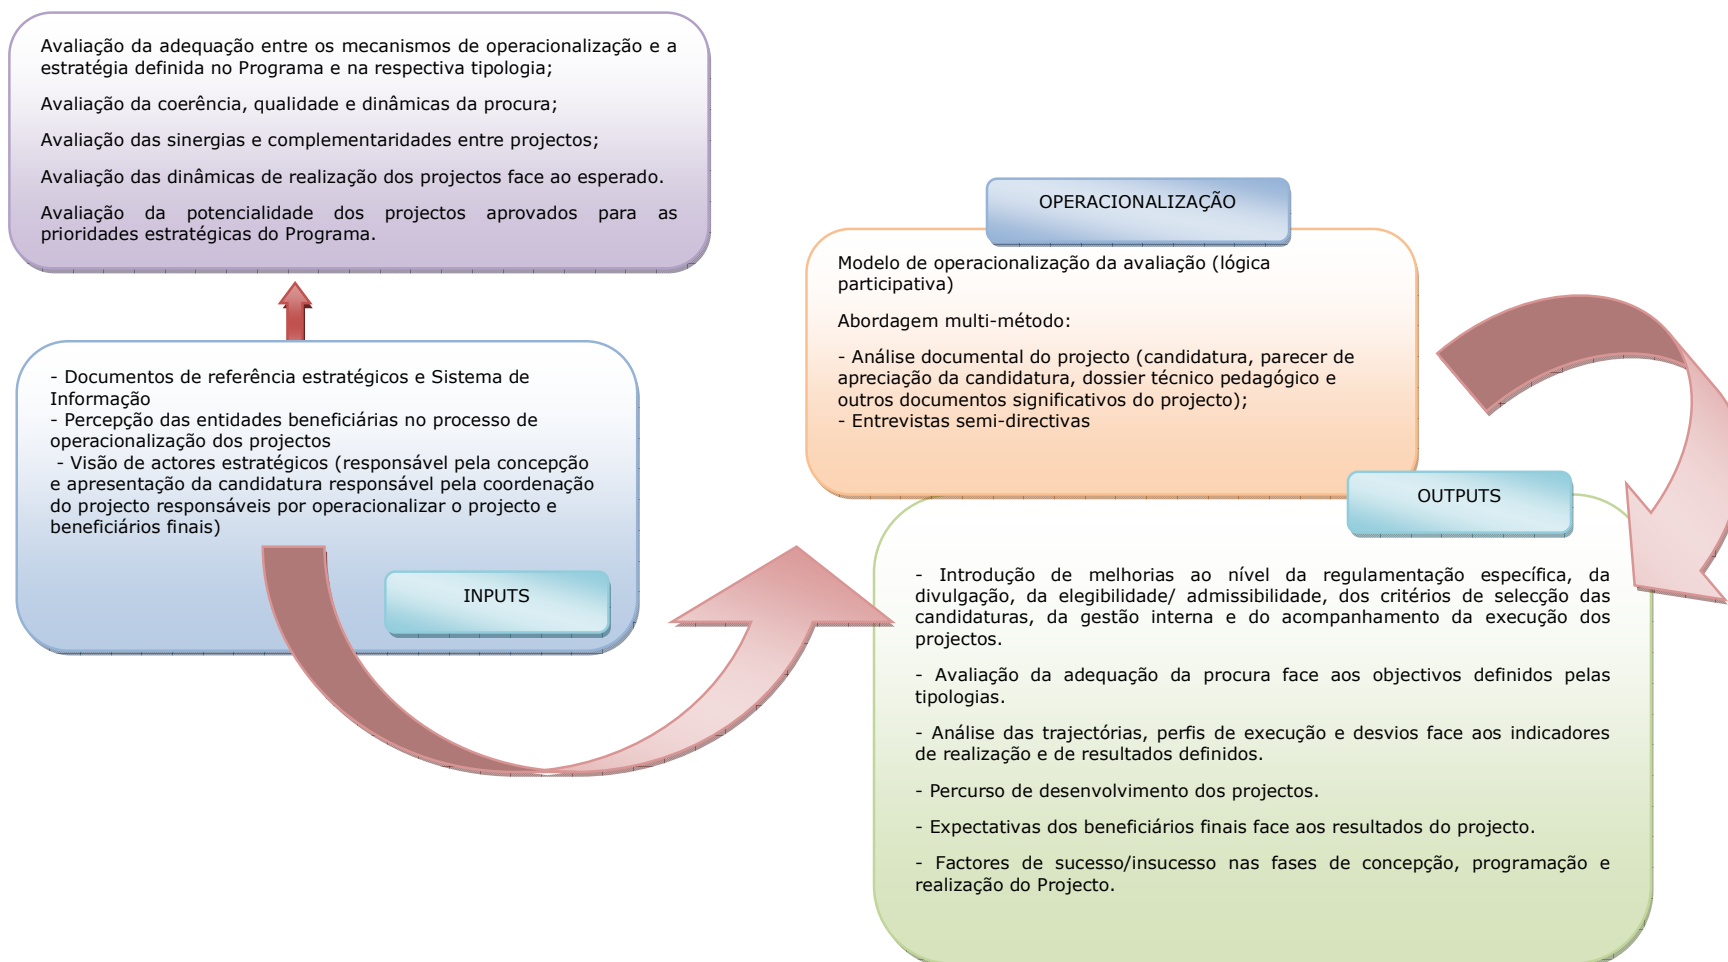 Avaliação da adequação entre os mecanismos de operacionalização e a
estratégia definida no Programa e na respectiva tipologia;
Avaliação da coerência, qualidade e dinâmicas da procura;
Avaliação das sinergias e complementaridades entre projectos;
Avaliação das dinâmicas de realização dos projectos face ao esperado.
Avaliação da potencialidade dos projectos aprovados para as
prioridades estratégicas do Programa.
- Documentos de referência estratégicos e Sistema de
Informação
- Percepção das entidades beneficiárias no processo de
operacionalização dos projectos
- Visão de actores estratégicos (responsável pela concepção
e apresentação da candidatura responsável pela coordenação
do projecto responsáveis por operacionalizar o projecto e
beneficiários finais)
INPUTS
OPERACIONALIZAÇÃO
Modelo de operacionalização da avaliação (lógica
participativa)
Abordagem multi-método:
- Análise documental do projecto (candidatura, parecer de
apreciação da candidatura, dossier técnico pedagógico e
outros documentos significativos do projecto);
- Entrevistas semi-directivas
OUTPUTS
- Introdução de melhorias ao nível da regulamentação específica, da
divulgação, da elegibilidade/ admissibilidade, dos critérios de selecção das
candidaturas, da gestão interna e do acompanhamento da execução dos
projectos.
- Avaliação da adequação da procura face aos objectivos definidos pelas
tipologias.
- Análise das trajectórias, perfis de execução e desvios face aos indicadores
de realização e de resultados definidos.
- Percurso de desenvolvimento dos projectos.
- Expectativas dos beneficiários finais face aos resultados do projecto.
- Factores de sucesso/insucesso nas fases de concepção, programação e
realização do Projecto.